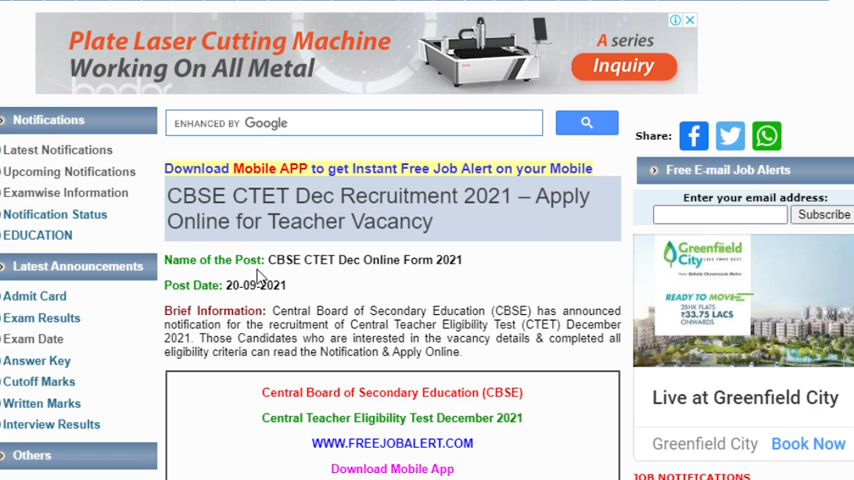 Plate Laser Cutting Machine
Working On All Metal
A series
Inquiry
Notifications
Latest Notifications
Upcoming Notifications
Examwise Information
Notification Status
EDUCATION
Latest Announcements
Admit Card
Exam Results
Exam Date
Answer Key
Cutoff Marks
Written Marks
Interview Results
Others
ENHANCED BY Google
Download Mobile APP to get Instant Free Job Alert on your Mobile
CBSE CTET Dec Recruitment 2021 – Apply
Online for Teacher Vacancy
Name of the Post: CBSE CTET Dec Online Form 2021
Post Date: 20-09-2021
Brief Information: Central Board of Secondary Education (CBSE) has announced
notification for the recruitment of Central Teacher Eligibility Test (CTET) December
2021. Those Candidates who are interested in the vacancy details & completed all
eligibility criteria can read the Notification & Apply Online.
Central Board of Secondary Education (CBSE)
Central Teacher Eligibility Test December 2021
WWW.FREEJOBALERT.COM
Download Mobile App
Share:
Free E-mail Job Alerts
Enter your email address:
Subscribe
Greenfield
City
READY TO MOVE
2BHK FLATS
₹33.75 LACS
ONWARDS
Live at Greenfield City
Greenfield City Book Now
JOB NOTIFICATIONS